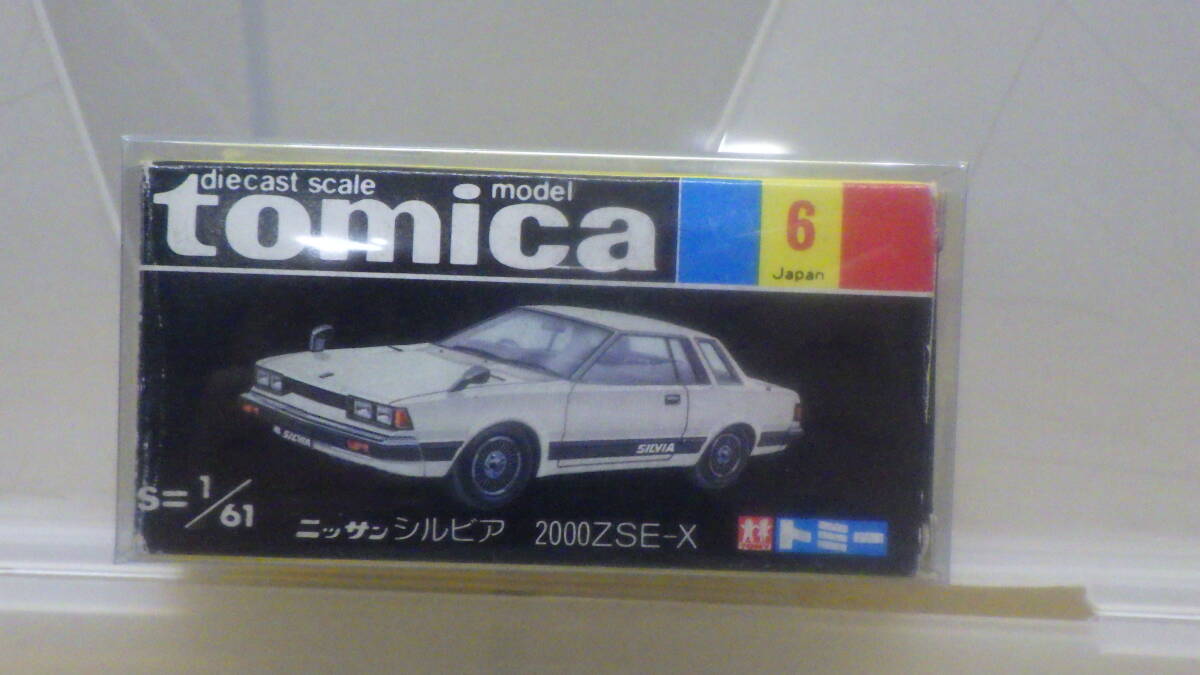 diecast scale model
tomica
6
Japan
SILVIA
SILVIA
S=1/61
ニッサンシルビア 2000ZSE-X
TOMY
トミー